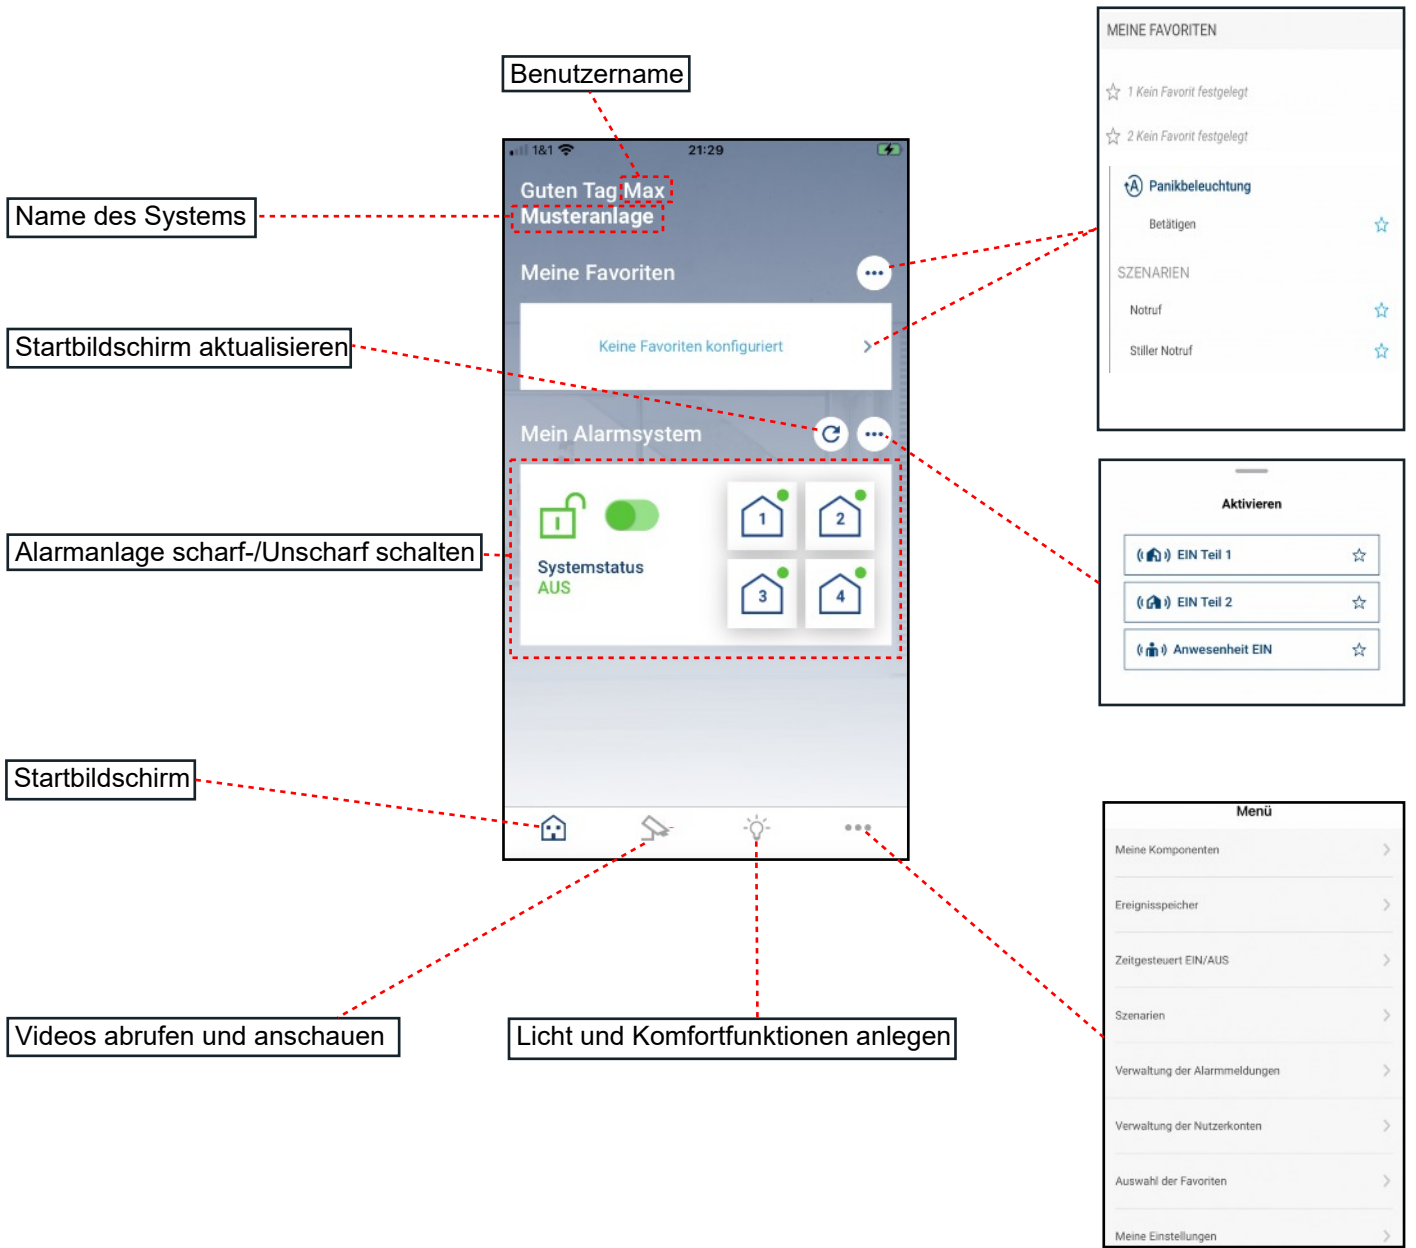 Benutzername
Name des Systems
Startbildschirm aktualisieren
Alarmanlage scharf-/Unscharf schalten
Startbildschirm
Videos abrufen und anschauen
Licht und Komfortfunktionen anlegen
1&1
21:29
Guten Tag Max
Musteranlage
Meine Favoriten
Keine Favoriten konfiguriert
Mein Alarmsystem
1
2
Systemstatus
AUS
3
4
MEINE FAVORITEN
1 Kein Favorit festgelegt
2 Kein Favorit festgelegt
A Panikbeleuchtung
Betätigen
SZENARIEN
Notruf
Stiller Notruf
Aktivieren
EIN Teil 1
EIN Teil 2
Anwesenheit EIN
Menü
Meine Komponenten
Ereignisspeicher
Zeitgesteuert EIN/AUS
Szenarien
Verwaltung der Alarmmeldungen
Verwaltung der Nutzerkonten
Auswahl der Favoriten
Meine Einstellungen